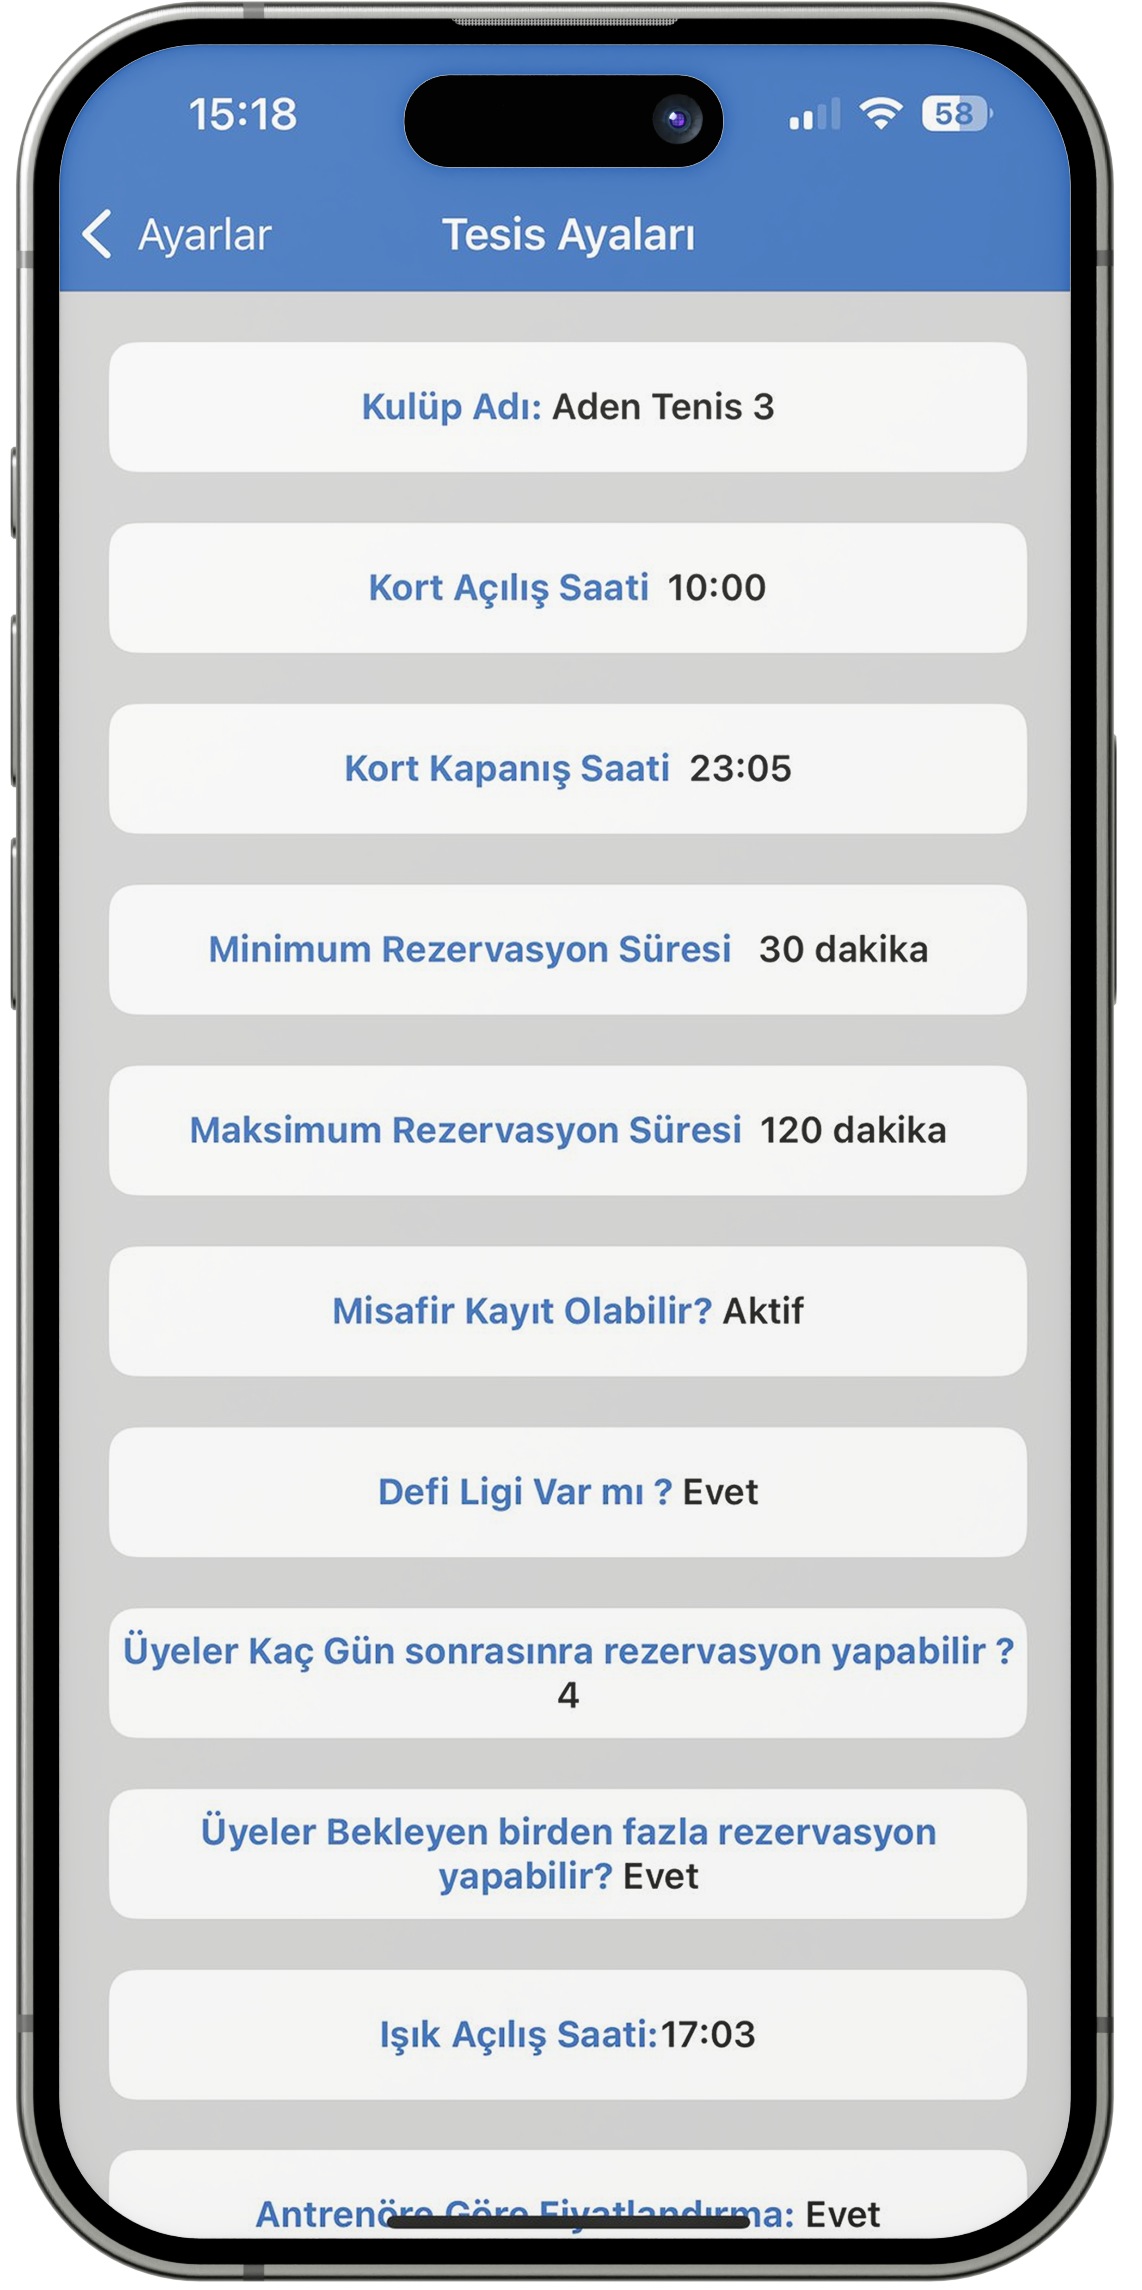 15:18
58
Ayarlar
Tesis Ayaları
Kulüp Adı: Aden Tenis 3
Kort Açılış Saati 10:00
Kort Kapanış Saati 23:05
Minimum Rezervasyon Süresi 30 dakika
Maksimum Rezervasyon Süresi 120 dakika
Misafir Kayıt Olabilir? Aktif
Defi Ligi Var mı ? Evet
Üyeler Kaç Gün sonrasınra rezervasyon yapabilir ?
4
Üyeler Bekleyen birden fazla rezervasyon
yapabilir? Evet
Işık Açılış Saati:17:03
Antrenöre Göre Fiyatlandırma: Evet